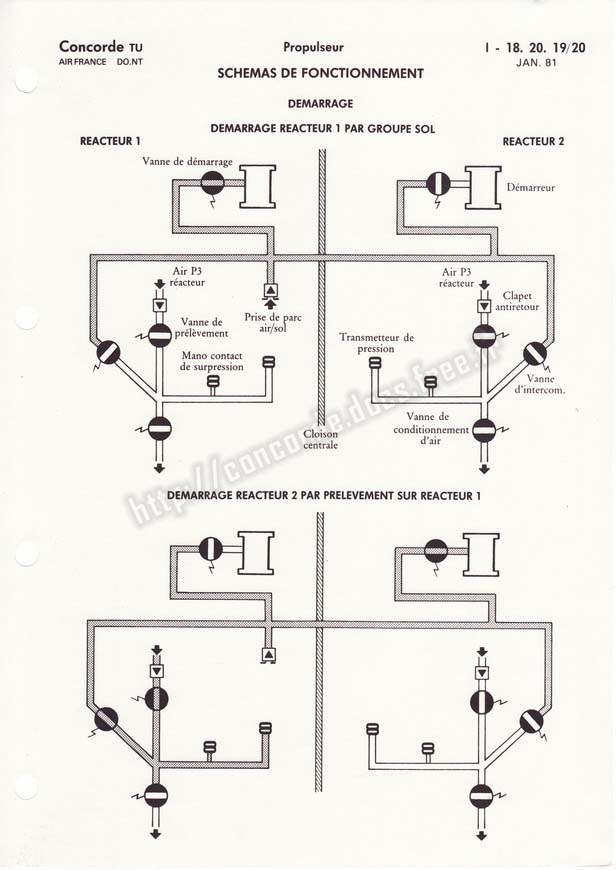 Concorde TU
AIR FRANCE DO.NT
Propulseur
I - 18. 20. 19/20
JAN. 81
SCHEMAS DE FONCTIONNEMENT
DEMARRAGE
DEMARRAGE REACTEUR 1 PAR GROUPE SOL
REACTEUR 1
REACTEUR 2
Vanne de démarrage
Démarreur
Air P3
réacteur
Air P3
réacteur
Clapet
antiretour
Prise de parc
air/sol
Vanne de
prélèvement
Transmetteur de
pression
Mano contact
de surpression
Vanne
d'intercom.
Vanne de
conditionnement
d'air
Cloison
centrale
http://concorde.docs.free.fr
DEMARRAGE REACTEUR 2 PAR PRELEVEMENT SUR REACTEUR 1